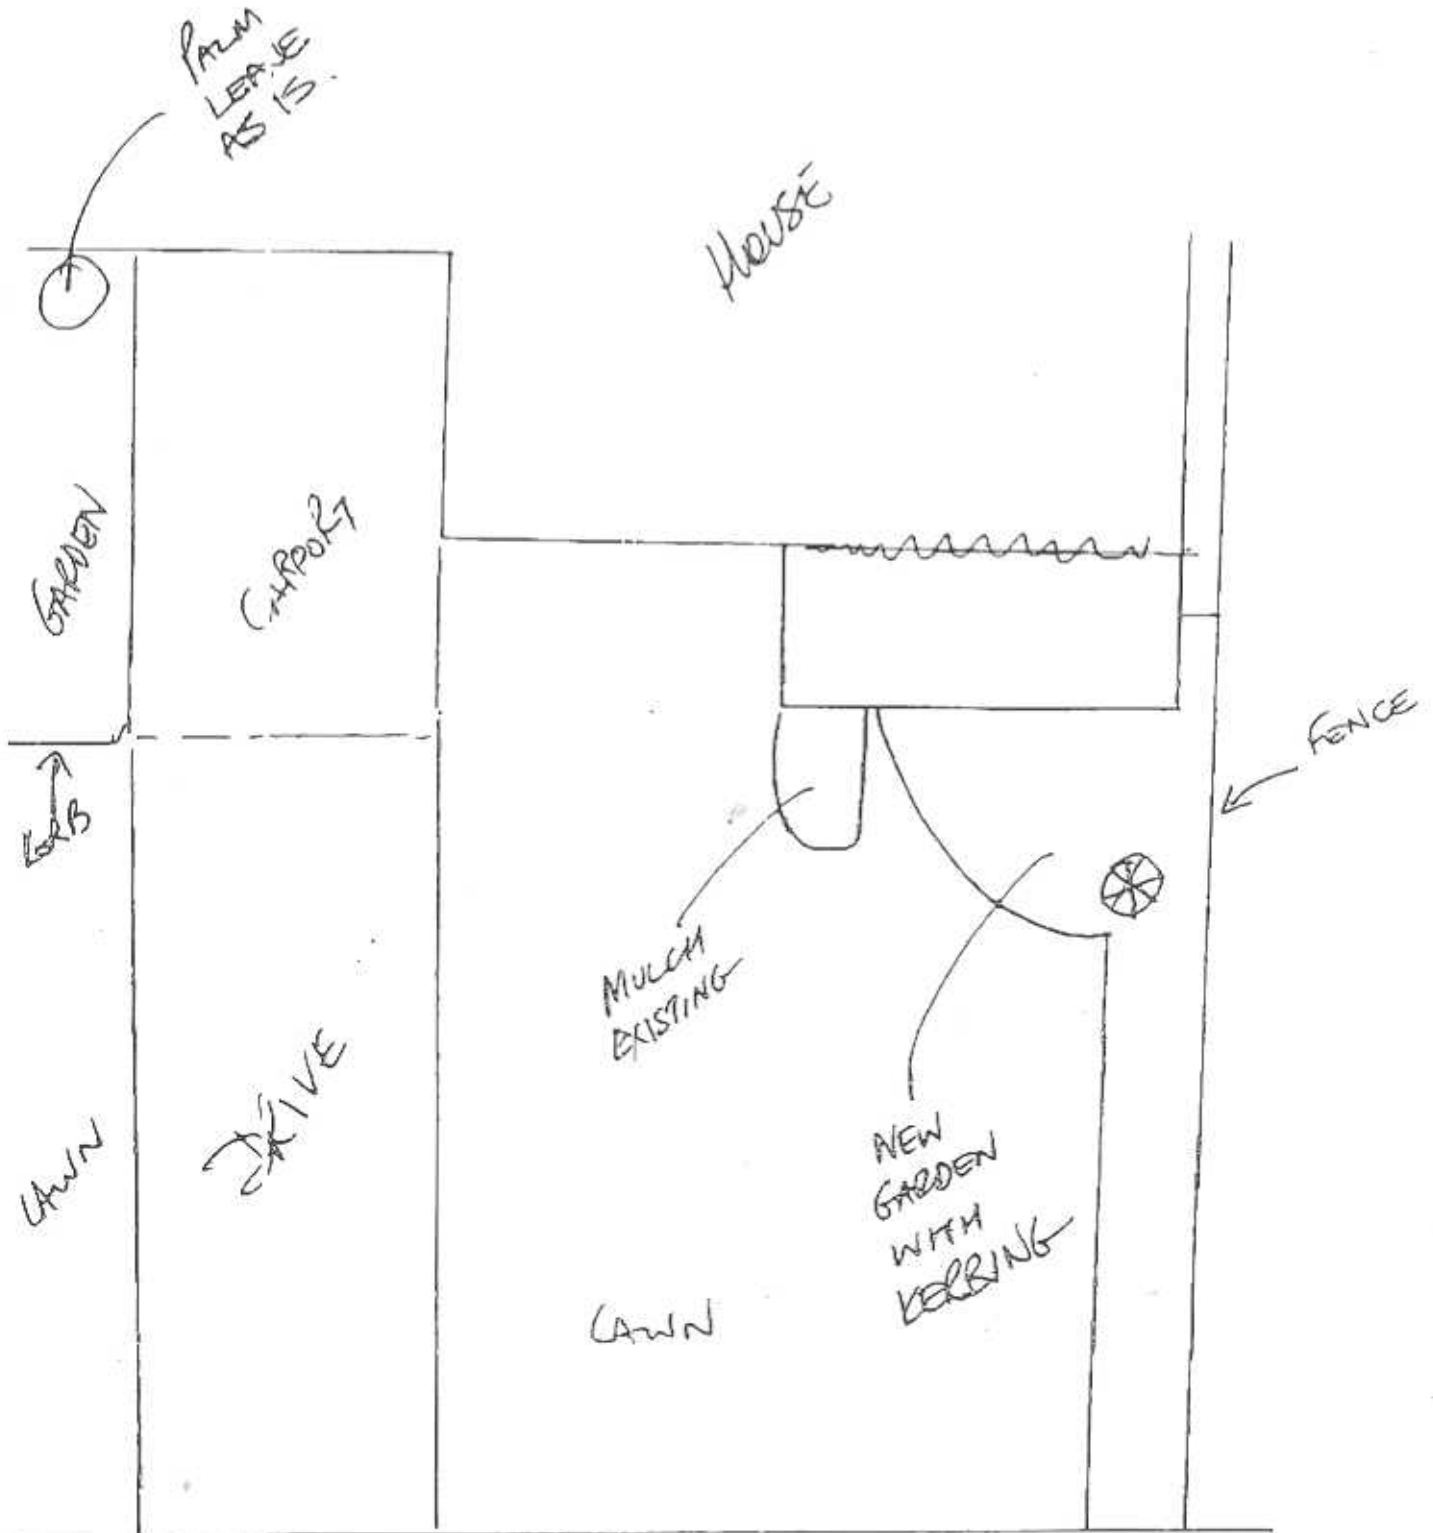 PALM
LEAVE
AS IS.
HOUSE
GARDEN
CARPORT
FENCE
KERB
MULCH
EXISTING
DRIVE
LAWN
NEW
GARDEN
WITH
KERBING
LAWN